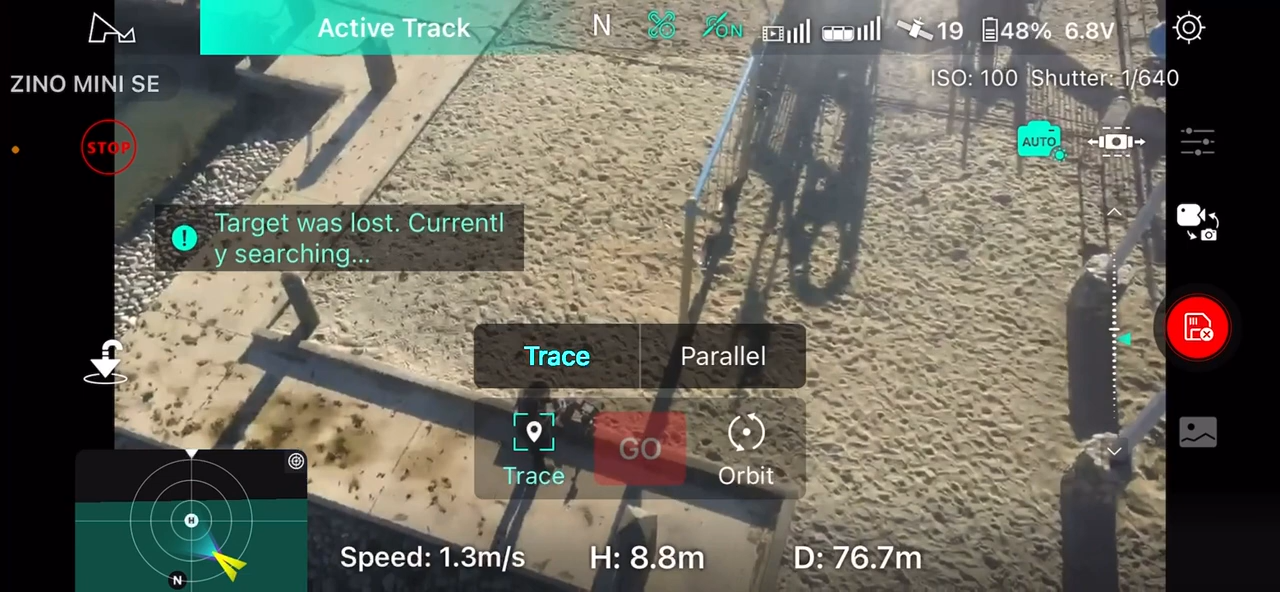 Active Track
N
ON
19
48%
6.8V
ZINO MINI SE
ISO: 100 Shutter: 1/640
STOP
AUTO
Target was lost. Currentl
y searching...
Trace
Parallel
GO
Trace
Orbit
H
N
Speed: 1.3m/s
H: 8.8m
D: 76.7m